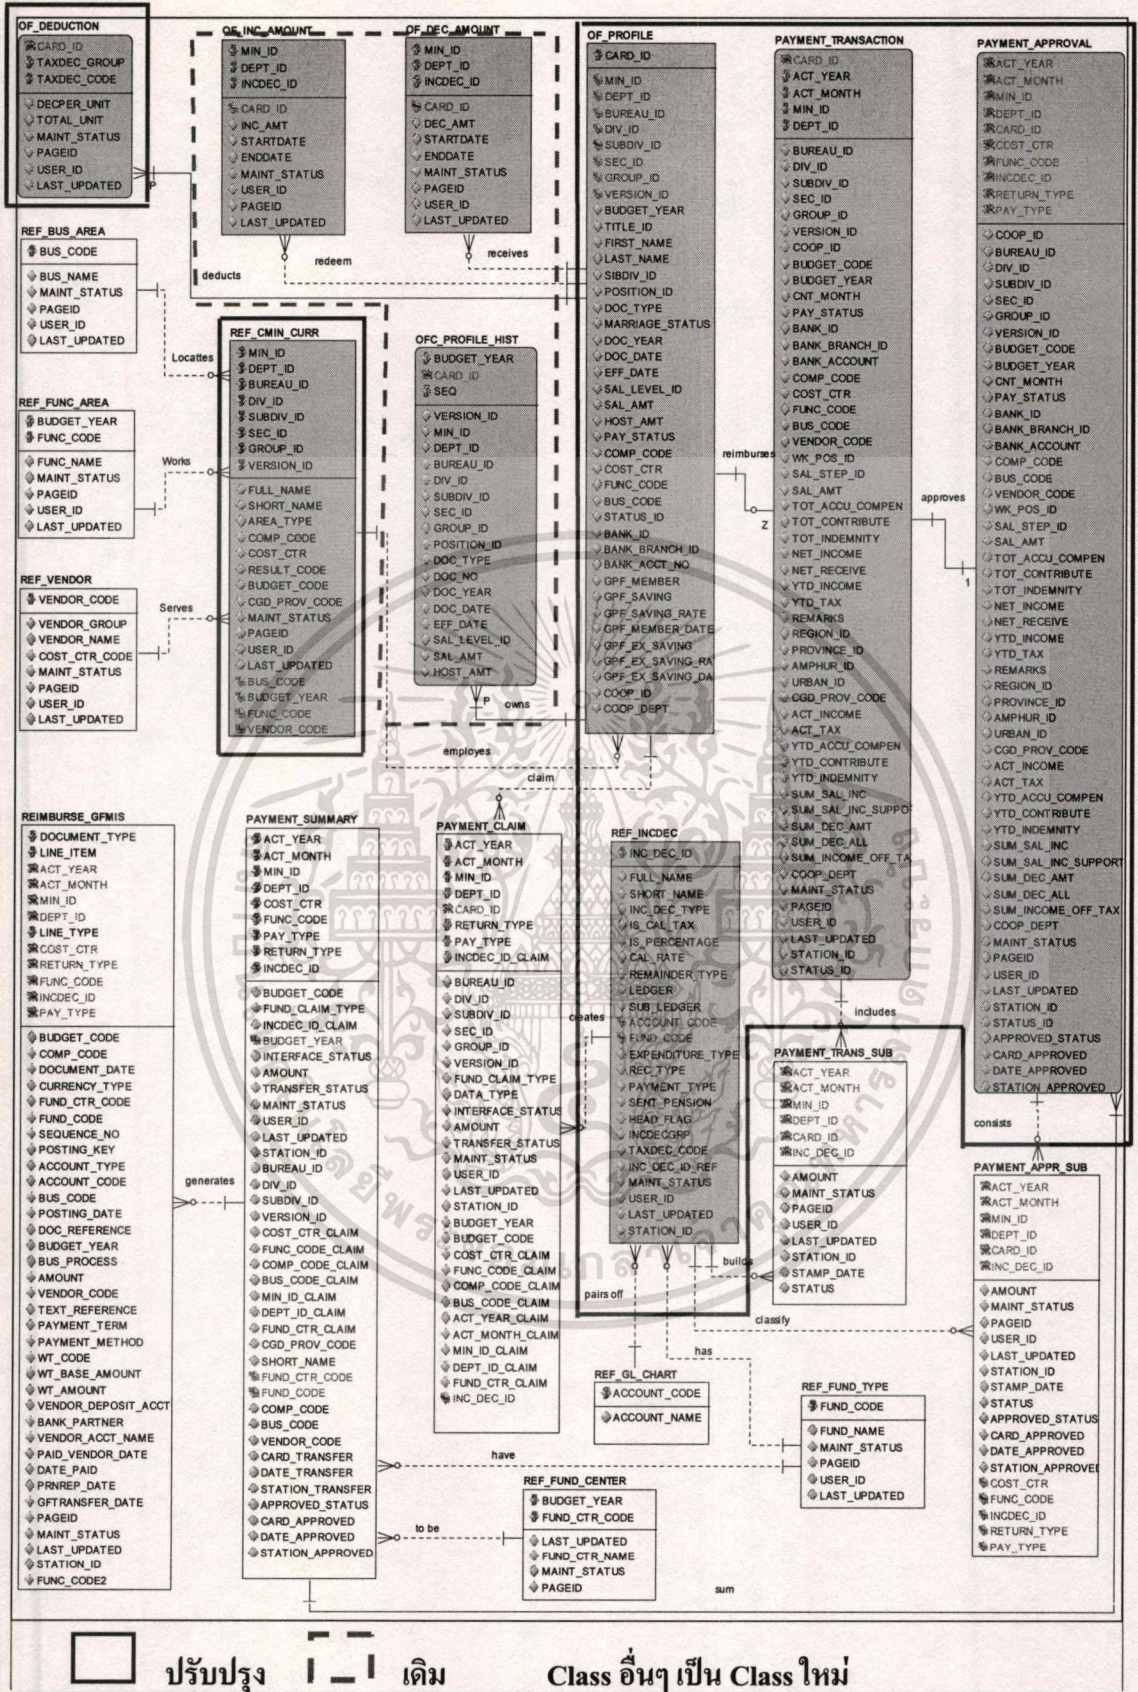 OF_DEDUCTION
CARD_ID
TAXDEC_GROUP
TAXDEC_CODE
DECPER_UNIT
TOTAL_UNIT
MAINT_STATUS
PAGEID
USER_ID
LAST_UPDATED
P
OF_INC_AMOUNT
MIN_ID
DEPT_ID
INCDEC_ID
CARD_ID
INC_AMT
STARTDATE
ENDDATE
MAINT_STATUS
USER_ID
PAGEID
LAST_UPDATED
OF_DEC_AMOUNT
MIN_ID
DEPT_ID
INCDEC_ID
CARD_ID
DEC_AMT
STARTDATE
ENDDATE
MAINT_STATUS
PAGEID
USER_ID
LAST_UPDATED
deducts
redeem
receives
OF_PROFILE
CARD_ID
MIN_ID
DEPT_ID
BUREAU_ID
DIV_ID
SUBDIV_ID
SEC_ID
GROUP_ID
VERSION_ID
BUDGET_YEAR
TITLE_ID
FIRST_NAME
LAST_NAME
SIBDIV_ID
POSITION_ID
DOC_TYPE
MARRIAGE_STATUS
DOC_YEAR
DOC_DATE
EFF_DATE
SAL_LEVEL_ID
SAL_AMT
HOST_AMT
PAY_STATUS
COMP_CODE
COST_CTR
FUNC_CODE
BUS_CODE
STATUS_ID
BANK_ID
BANK_BRANCH_ID
BANK_ACCT_NO
GPF_MEMBER
GPF_SAVING
GPF_SAVING_RATE
GPF_MEMBER_DATE
GPF_EX_SAVING
GPF_EX_SAVING_RA
GPF_EX_SAVING_DA
COOP_ID
COOP_DEPT
reimburses
Z
PAYMENT_TRANSACTION
CARD_ID
ACT_YEAR
ACT_MONTH
MIN_ID
DEPT_ID
BUREAU_ID
DIV_ID
SUBDIV_ID
SEC_ID
GROUP_ID
VERSION_ID
COOP_ID
BUDGET_CODE
BUDGET_YEAR
CNT_MONTH
PAY_STATUS
BANK_ID
BANK_BRANCH_ID
BANK_ACCOUNT
COMP_CODE
COST_CTR
FUNC_CODE
BUS_CODE
VENDOR_CODE
WK_POS_ID
SAL_STEP_ID
SAL_AMT
TOT_ACCU_COMPEN
TOT_CONTRIBUTE
TOT_INDEMNITY
NET_INCOME
NET_RECEIVE
YTD_INCOME
YTD_TAX
REMARKS
REGION_ID
PROVINCE_ID
AMPHUR_ID
URBAN_ID
CGD_PROV_CODE
ACT_INCOME
ACT_TAX
YTD_ACCU_COMPEN
YTD_CONTRIBUTE
YTD_INDEMNITY
SUM_SAL_INC
SUM_SAL_INC_SUPPO
SUM_DEC_AMT
SUM_DEC_ALL
SUM_INCOME_OFF_TA
COOP_DEPT
MAINT_STATUS
PAGEID
USER_ID
LAST_UPDATED
STATION_ID
STATUS_ID
approves
1
includes
PAYMENT_APPROVAL
ACT_YEAR
ACT_MONTH
MIN_ID
DEPT_ID
CARD_ID
COST_CTR
FUNC_CODE
INCDEC_ID
RETURN_TYPE
PAY_TYPE
COOP_ID
BUREAU_ID
DIV_ID
SUBDIV_ID
SEC_ID
GROUP_ID
VERSION_ID
BUDGET_CODE
BUDGET_YEAR
CNT_MONTH
PAY_STATUS
BANK_ID
BANK_BRANCH_ID
BANK_ACCOUNT
COMP_CODE
BUS_CODE
VENDOR_CODE
WK_POS_ID
SAL_STEP_ID
SAL_AMT
TOT_ACCU_COMPEN
TOT_CONTRIBUTE
TOT_INDEMNITY
NET_INCOME
NET_RECEIVE
YTD_INCOME
YTD_TAX
REMARKS
REGION_ID
PROVINCE_ID
AMPHUR_ID
URBAN_ID
CGD_PROV_CODE
ACT_INCOME
ACT_TAX
YTD_ACCU_COMPEN
YTD_CONTRIBUTE
YTD_INDEMNITY
SUM_SAL_INC
SUM_SAL_INC_SUPPORT
SUM_DEC_AMT
SUM_DEC_ALL
SUM_INCOME_OFF_TAX
COOP_DEPT
MAINT_STATUS
PAGEID
USER_ID
LAST_UPDATED
STATION_ID
STATUS_ID
APPROVED_STATUS
CARD_APPROVED
DATE_APPROVED
STATION_APPROVED
consists
REF_BUS_AREA
BUS_CODE
BUS_NAME
MAINT_STATUS
PAGEID
USER_ID
LAST_UPDATED
Locattes
REF_FUNC_AREA
BUDGET_YEAR
FUNC_CODE
FUNC_NAME
MAINT_STATUS
PAGEID
USER_ID
LAST_UPDATED
Works
REF_VENDOR
VENDOR_CODE
VENDOR_GROUP
VENDOR_NAME
COST_CTR_CODE
MAINT_STATUS
PAGEID
USER_ID
LAST_UPDATED
Serves
REF_CMIN_CURR
MIN_ID
DEPT_ID
BUREAU_ID
DIV_ID
SUBDIV_ID
SEC_ID
GROUP_ID
VERSION_ID
FULL_NAME
SHORT_NAME
AREA_TYPE
COMP_CODE
COST_CTR
RESULT_CODE
BUDGET_CODE
CGD_PROV_CODE
MAINT_STATUS
PAGEID
USER_ID
LAST_UPDATED
BUS_CODE
BUDGET_YEAR
FUNC_CODE
VENDOR_CODE
OFC_PROFILE_HIST
BUDGET_YEAR
CARD_ID
SEQ
VERSION_ID
MIN_ID
DEPT_ID
BUREAU_ID
DIV_ID
SUBDIV_ID
SEC_ID
GROUP_ID
POSITION_ID
DOC_TYPE
DOC_NO
DOC_YEAR
DOC_DATE
EFF_DATE
SAL_LEVEL_ID
SAL_AMT
HOST_AMT
P
owns
employes
claim
REIMBURSE_GFMIS
DOCUMENT_TYPE
LINE_ITEM
ACT_YEAR
ACT_MONTH
MIN_ID
DEPT_ID
LINE_TYPE
COST_CTR
RETURN_TYPE
FUNC_CODE
INCDEC_ID
PAY_TYPE
BUDGET_CODE
COMP_CODE
DOCUMENT_DATE
CURRENCY_TYPE
FUND_CTR_CODE
FUND_CODE
SEQUENCE_NO
POSTING_KEY
ACCOUNT_TYPE
ACCOUNT_CODE
BUS_CODE
POSTING_DATE
DOC_REFERENCE
BUDGET_YEAR
BUS_PROCESS
AMOUNT
VENDOR_CODE
TEXT_REFERENCE
PAYMENT_TERM
PAYMENT_METHOD
WT_CODE
WT_BASE_AMOUNT
WT_AMOUNT
VENDOR_DEPOSIT_ACCT
BANK_PARTNER
VENDOR_ACCT_NAME
PAID_VENDOR_DATE
DATE_PAID
PRNREP_DATE
GFTRANSFER_DATE
PAGEID
MAINT_STATUS
LAST_UPDATED
STATION_ID
FUNC_CODE2
generates
PAYMENT_SUMMARY
ACT_YEAR
ACT_MONTH
MIN_ID
DEPT_ID
COST_CTR
FUNC_CODE
PAY_TYPE
RETURN_TYPE
INCDEC_ID
BUDGET_CODE
FUND_CLAIM_TYPE
INCDEC_ID_CLAIM
BUDGET_YEAR
INTERFACE_STATUS
AMOUNT
TRANSFER_STATUS
MAINT_STATUS
USER_ID
LAST_UPDATED
STATION_ID
BUREAU_ID
DIV_ID
SUBDIV_ID
VERSION_ID
COST_CTR_CLAIM
FUNC_CODE_CLAIM
COMP_CODE_CLAIM
BUS_CODE_CLAIM
MIN_ID_CLAIM
DEPT_ID_CLAIM
FUND_CTR_CLAIM
CGD_PROV_CODE
SHORT_NAME
FUND_CTR_CODE
FUND_CODE
COMP_CODE
BUS_CODE
VENDOR_CODE
CARD_TRANSFER
DATE_TRANSFER
STATION_TRANSFER
APPROVED_STATUS
CARD_APPROVED
DATE_APPROVED
STATION_APPROVED
PAYMENT_CLAIM
ACT_YEAR
ACT_MONTH
MIN_ID
DEPT_ID
CARD_ID
RETURN_TYPE
PAY_TYPE
INCDEC_ID_CLAIM
BUREAU_ID
DIV_ID
SUBDIV_ID
SEC_ID
GROUP_ID
VERSION_ID
FUND_CLAIM_TYPE
DATA_TYPE
INTERFACE_STATUS
AMOUNT
TRANSFER_STATUS
MAINT_STATUS
USER_ID
LAST_UPDATED
STATION_ID
BUDGET_YEAR
BUDGET_CODE
COST_CTR_CLAIM
FUNC_CODE_CLAIM
COMP_CODE_CLAIM
BUS_CODE_CLAIM
ACT_YEAR_CLAIM
ACT_MONTH_CLAIM
MIN_ID_CLAIM
DEPT_ID_CLAIM
FUND_CTR_CLAIM
INC_DEC_ID
creates
REF_INCDEC
INC_DEC_ID
FULL_NAME
SHORT_NAME
INC_DEC_TYPE
IS_CAL_TAX
IS_PERCENTAGE
CAL_RATE
REMAINDER_TYPE
LEDGER
SUB_LEDGER
ACCOUNT_CODE
FUND_CODE
EXPENDITURE_TYPE
REC_TYPE
PAYMENT_TYPE
SENT_PENSION
HEAD_FLAG
INCDECGRP
TAXDEC_CODE
INC_DEC_ID_REF
MAINT_STATUS
USER_ID
LAST_UPDATED
STATION_ID
pairs off
builds
classify
has
PAYMENT_TRANS_SUB
ACT_YEAR
ACT_MONTH
MIN_ID
DEPT_ID
CARD_ID
INC_DEC_ID
AMOUNT
MAINT_STATUS
PAGEID
USER_ID
LAST_UPDATED
STATION_ID
STAMP_DATE
STATUS
PAYMENT_APPR_SUB
ACT_YEAR
ACT_MONTH
MIN_ID
DEPT_ID
CARD_ID
INC_DEC_ID
AMOUNT
MAINT_STATUS
PAGEID
USER_ID
LAST_UPDATED
STATION_ID
STAMP_DATE
STATUS
APPROVED_STATUS
CARD_APPROVED
DATE_APPROVED
STATION_APPROVEI
COST_CTR
FUNC_CODE
INCDEC_ID
RETURN_TYPE
PAY_TYPE
REF_GL_CHART
ACCOUNT_CODE
ACCOUNT_NAME
REF_FUND_TYPE
FUND_CODE
FUND_NAME
MAINT_STATUS
PAGEID
USER_ID
LAST_UPDATED
have
REF_FUND_CENTER
BUDGET_YEAR
FUND_CTR_CODE
LAST_UPDATED
FUND_CTR_NAME
MAINT_STATUS
PAGEID
to be
sum
ปรับปรุง
เดิม
Class อื่นๆ เป็น Class ใหม่